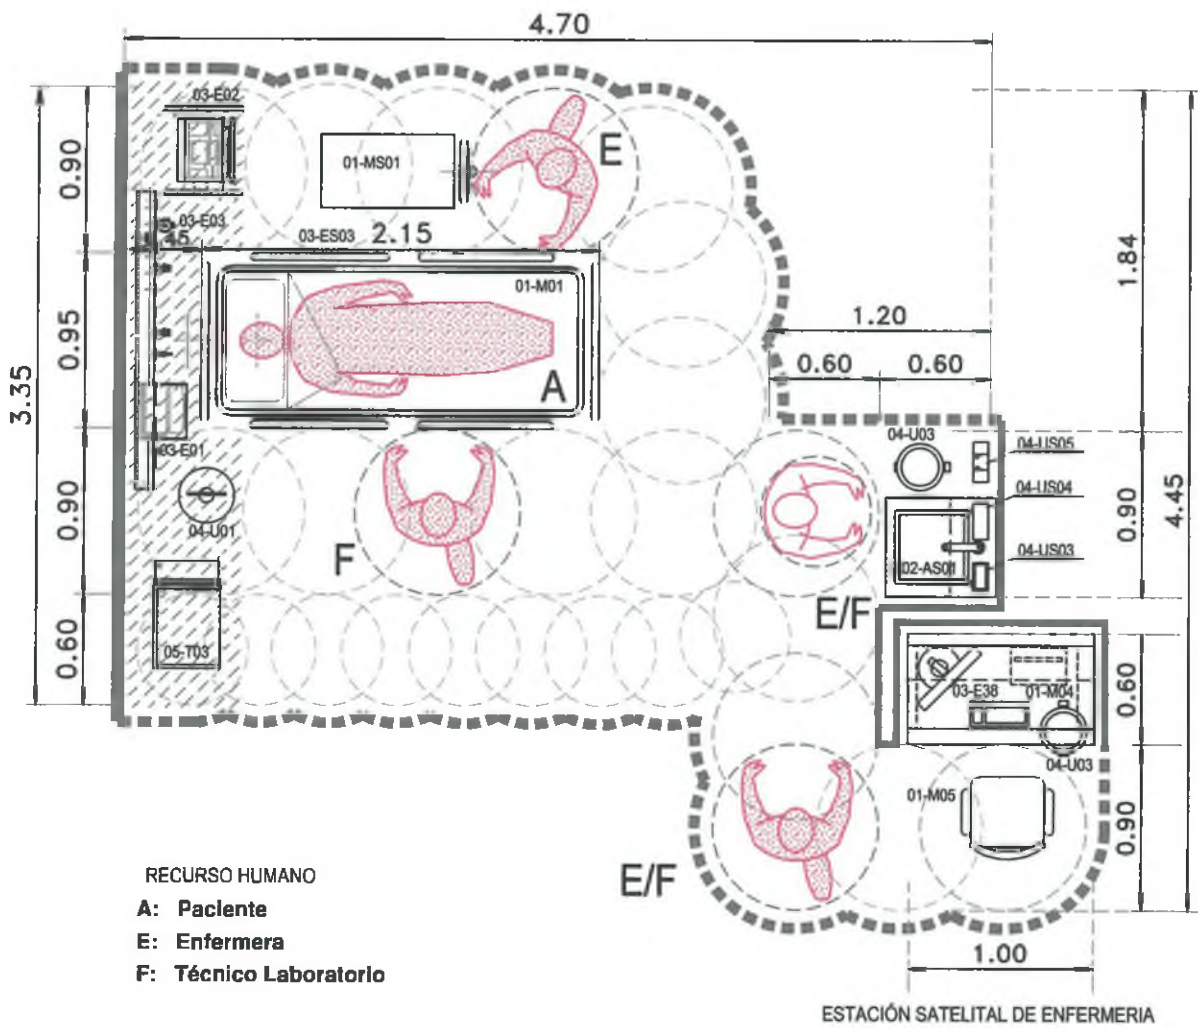 4.70
03-E02
01-MS01
E
0.90
0.90
03-E03
.45
03-ES03
2.15
01-M01
1.84
1.20
0.60
0.60
3.35
0.95
A
03-E01
04-U03
04-US05
04-US04
04-US03
04-U01
F
02-AS01
E/F
0.90
0.90
4.45
05-T03
0.60
03-E38
01-M04
0.60
04-U03
01-M05
0.90
E/F
RECURSO HUMANO
A: Paciente
E: Enfermera
F: Técnico Laboratorio
1.00
ESTACIÓN SATELITAL DE ENFERMERIA